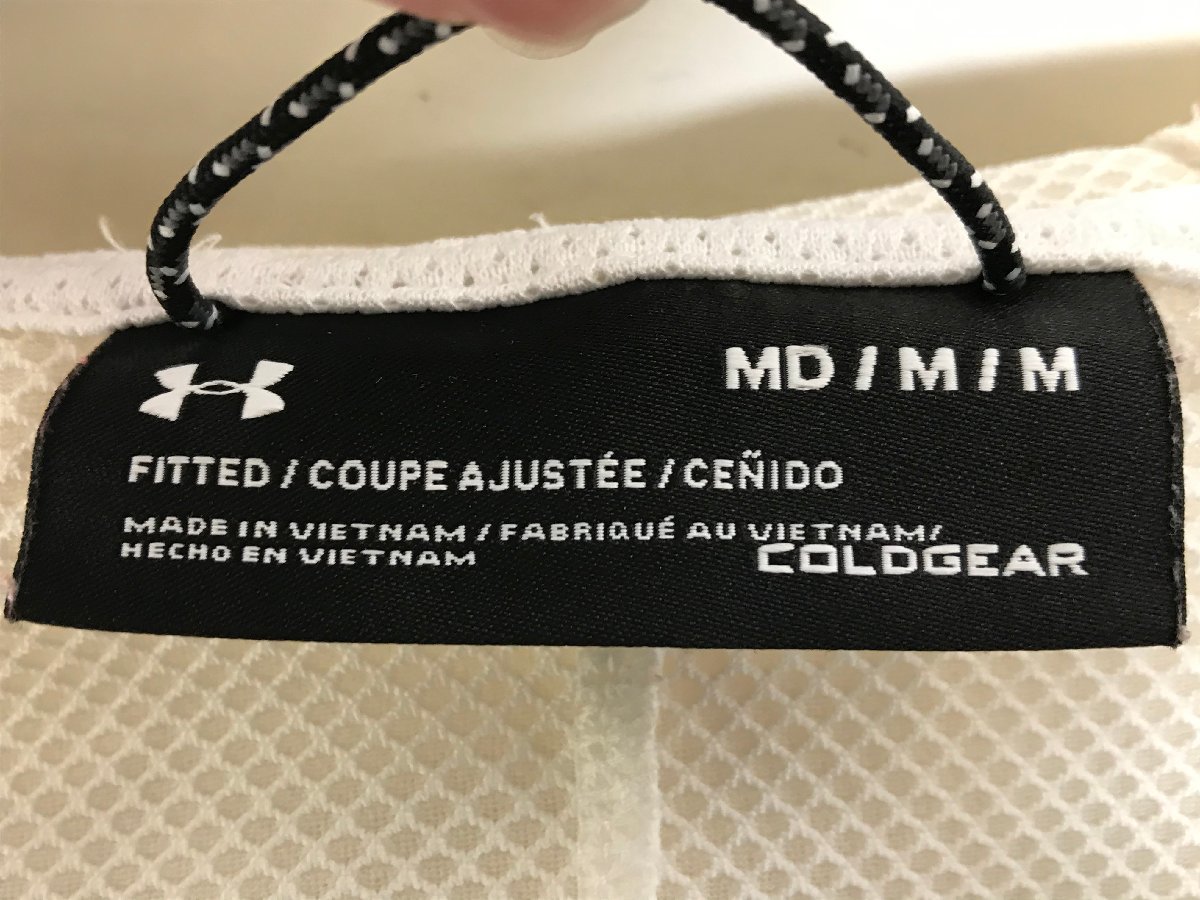 MD / M / M
FITTED / COUPE AJUSTÉE / CEÑIDO
MADE IN VIETNAM / FABRIQUÉ AU VIETNAM/
HECHO EN VIETNAM
COLDGEAR